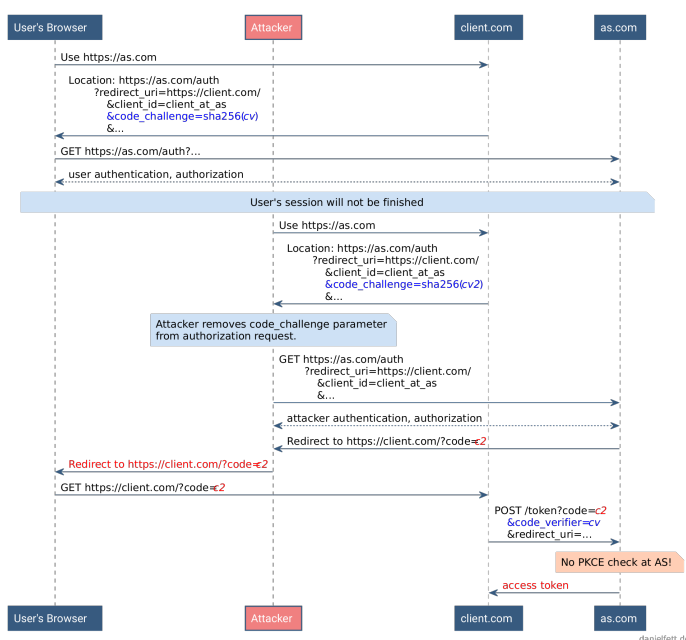 User's Browser
Attacker
client.com
as.com
Use https://as.com
Location: https://as.com/auth
?redirect_uri=https://client.com/
&client_id=client_at_as
&code_challenge=sha256(cv)
&...
GET https://as.com/auth?...
user authentication, authorization
User's session will not be finished
Use https://as.com
Location: https://as.com/auth
?redirect_uri=https://client.com/
&client_id=client_at_as
&code_challenge=sha256(cv2)
&...
Attacker removes code_challenge parameter
from authorization request.
GET https://as.com/auth
?redirect_uri=https://client.com/
&client_id=client_at_as
&...
attacker authentication, authorization
Redirect to https://client.com/?code=c2
Redirect to https://client.com/?code=c2
GET https://client.com/?code=c2
POST /token?code=c2
&code_verifier=cv
&redirect_uri=...
No PKCE check at AS!
access token
User's Browser
Attacker
client.com
as.com